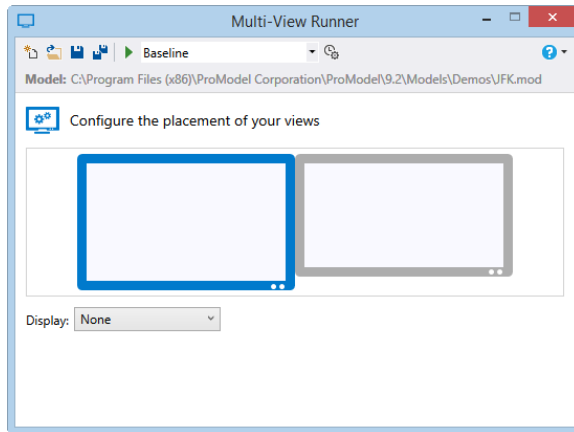 Multi-View Runner
Baseline
Model: C:\Program Files (x86)\ProModel Corporation\ProModel\9.2\Models\Demos\JFK.mod
Configure the placement of your views
Display: None